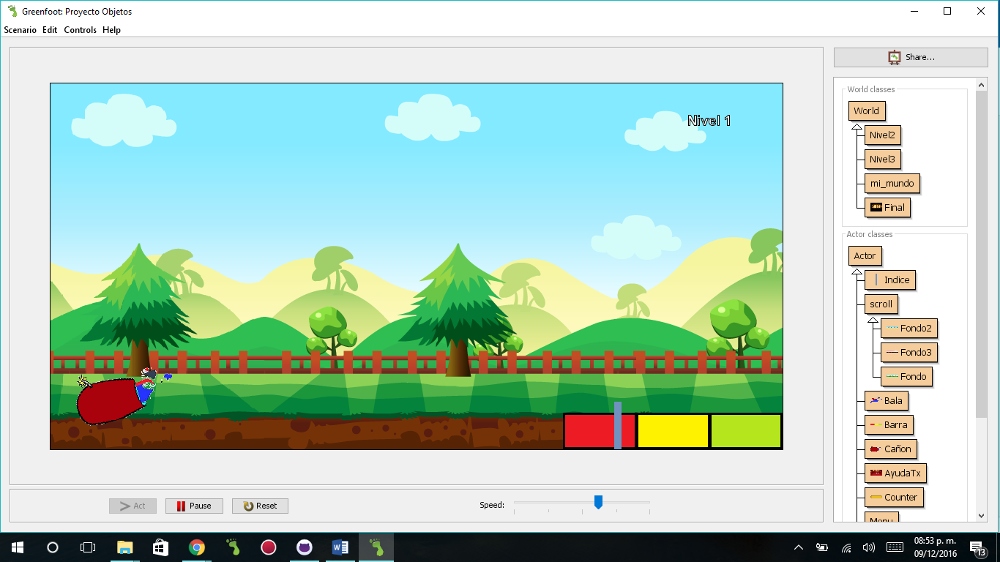 Greenfoot: Proyecto Objetos
Scenario Edit Controls Help
Share...
Nivel 1
World classes
World
Nivel2
Nivel3
mi_mundo
Final
Actor classes
Actor
Indice
scroll
Fondo2
Fondo3
Fondo
Bala
Barra
Cañon
AyudaTx
Counter
Menu
Act
Pause
Reset
Speed:
08:53 p. m.
09/12/2016
13